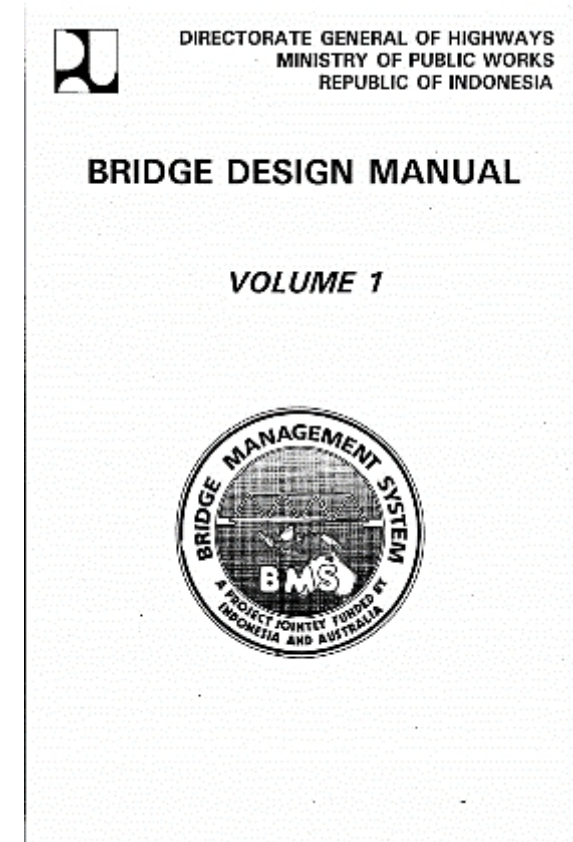 DIRECTORATE GENERAL OF HIGHWAYS
MINISTRY OF PUBLIC WORKS
REPUBLIC OF INDONESIA
BRIDGE DESIGN MANUAL
VOLUME 1
BRIDGE MANAGEMENT SYSTEM
BMS
A PROJECT JOINTLY FUNDED BY
INDONESIA AND AUSTRALIA